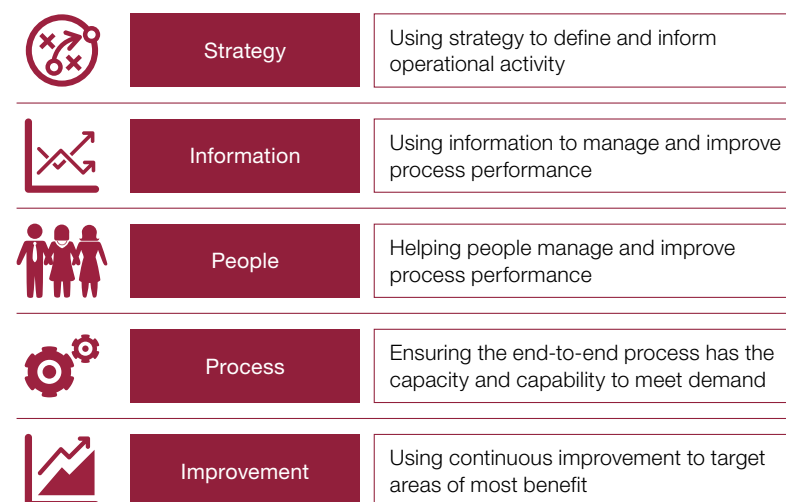 Strategy
Using strategy to define and inform
operational activity
Information
Using information to manage and improve
process performance
People
Helping people manage and improve
process performance
Process
Ensuring the end-to-end process has the
capacity and capability to meet demand
Improvement
Using continuous improvement to target
areas of most benefit